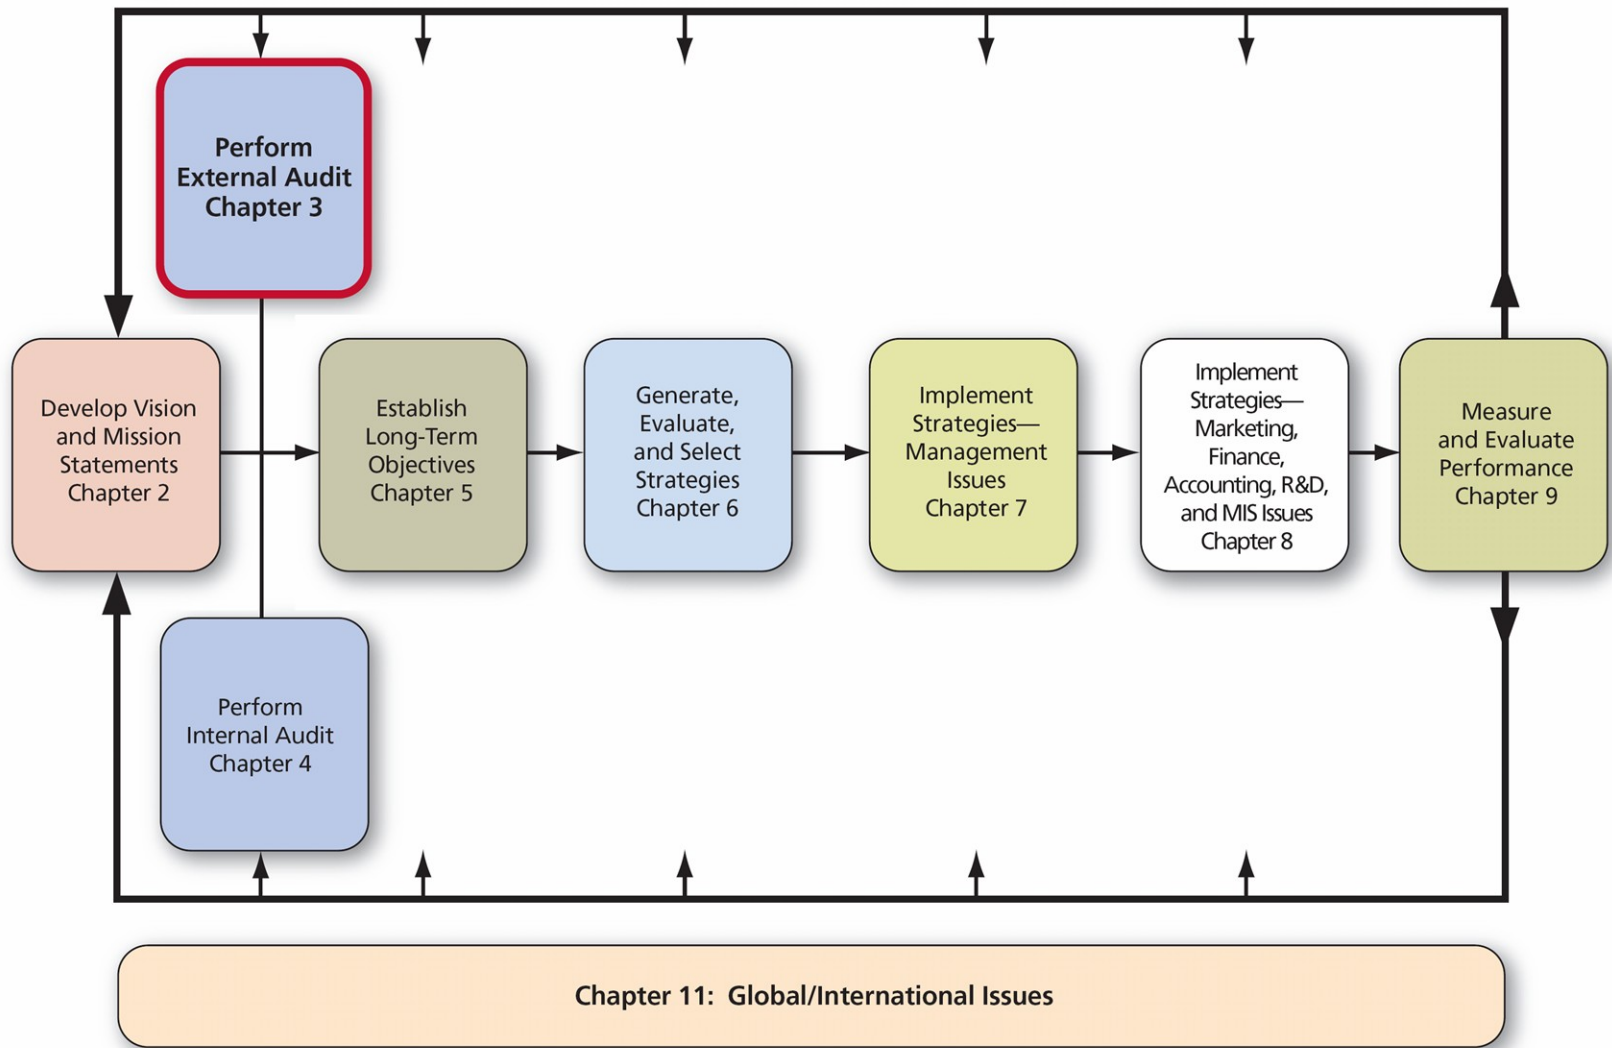 Perform
External Audit
Chapter 3
Develop Vision
and Mission
Statements
Chapter 2
Establish
Long-Term
Objectives
Chapter 5
Generate,
Evaluate,
and Select
Strategies
Chapter 6
Implement
Strategies—
Management
Issues
Chapter 7
Implement
Strategies—
Marketing,
Finance,
Accounting, R&D,
and MIS Issues
Chapter 8
Measure
and Evaluate
Performance
Chapter 9
Perform
Internal Audit
Chapter 4
Chapter 11: Global/International Issues